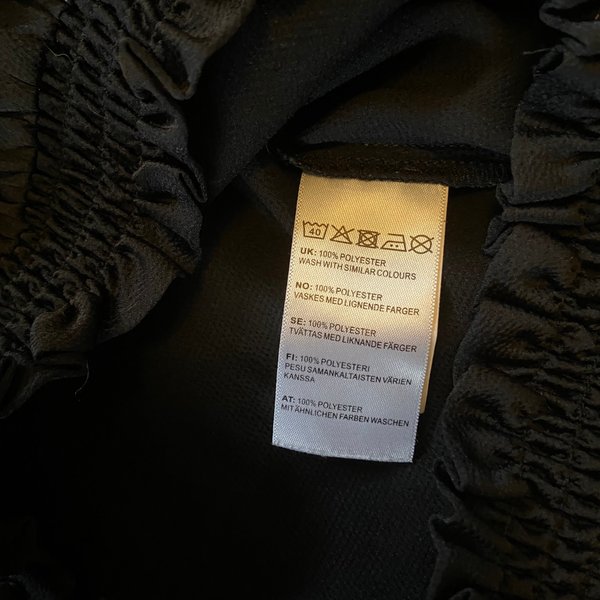 40
UK: 100% POLYESTER
WASH WITH SIMILAR COLOURS
NO: 100% POLYESTER
VASKES MED LIGNENDE FARGER
SE: 100% POLYESTER
TVÄTTAS MED LIKNANDE FÄRGER
FI: 100% POLYESTERI
PESU SAMANKALTAISTEN VÄRIEN
KANSSA
AT: 100% POLYESTER
MIT ÄHNLICHEN FARBEN WASCHEN